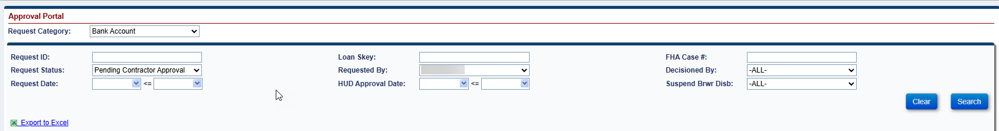 Approval Portal
Request Category: Bank Account
Request ID: Loan Skey: FHA Case #:
Request Status: Pending Contractor Approval Requested By: Decisioned By: -ALL-
Request Date: <= HUD Approval Date: <= Suspend Brwr Disb: -ALL-
Clear Search
Export to Excel